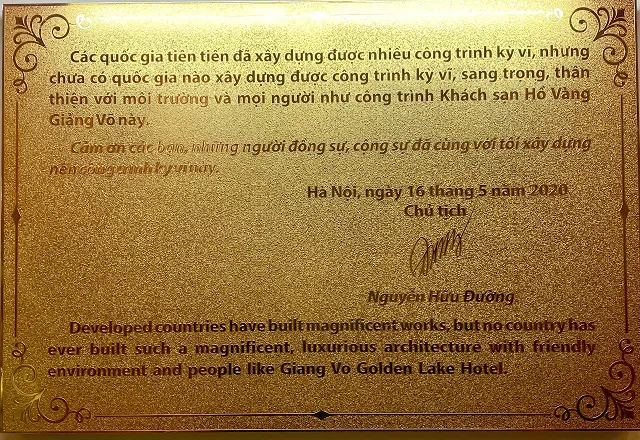 Các quốc gia tiên tiến đã xây dựng được nhiều công trình kỳ vĩ, nhưng
chưa có quốc gia nào xây dựng được công trình kỳ vĩ, sang trọng, thân
thiện với môi trường và mọi người như công trình Khách sạn Hồ Vàng
Giảng Võ này.
Cảm ơn các bạn, những người đồng sự, cộng sự đã cùng với tôi xây dựng
nên công trình kỳ vĩ này.
Hà Nội, ngày 16 tháng 5 năm 2020
Chủ tịch
Nguyễn Hữu Đường
Developed countries have built magnificent works, but no country has
ever built such a magnificent, luxurious architecture with friendly
environment and people like Giang Vo Golden Lake Hotel.